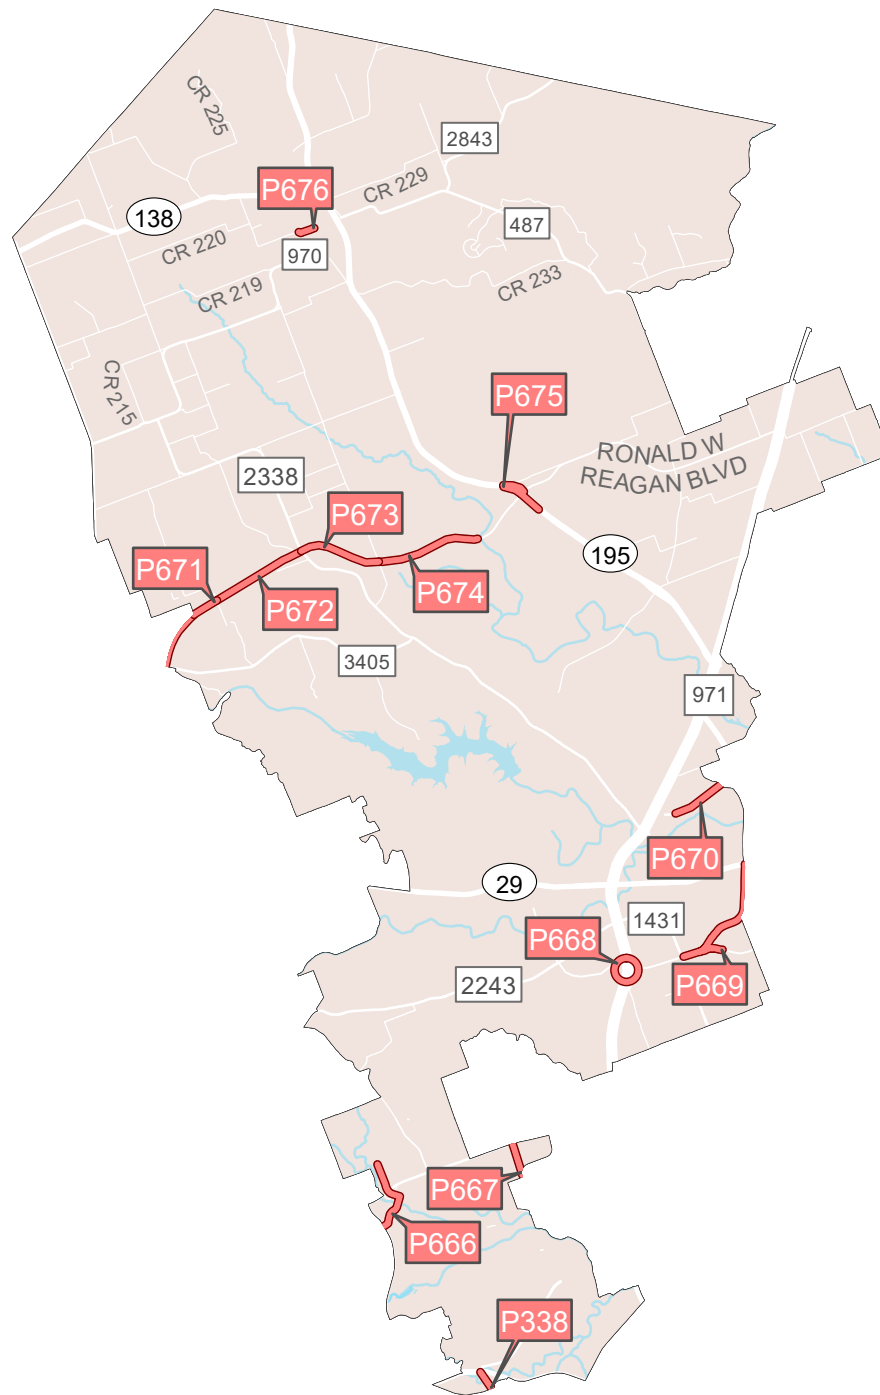 CR 225
2843
P676
CR 229
138
487
CR 220
970
CR 233
CR 219
CR 215
P675
RONALD W
REAGAN BLVD
2338
P673
195
P671
P674
P672
3405
971
P670
29
1431
P668
2243
P669
P667
P666
P338